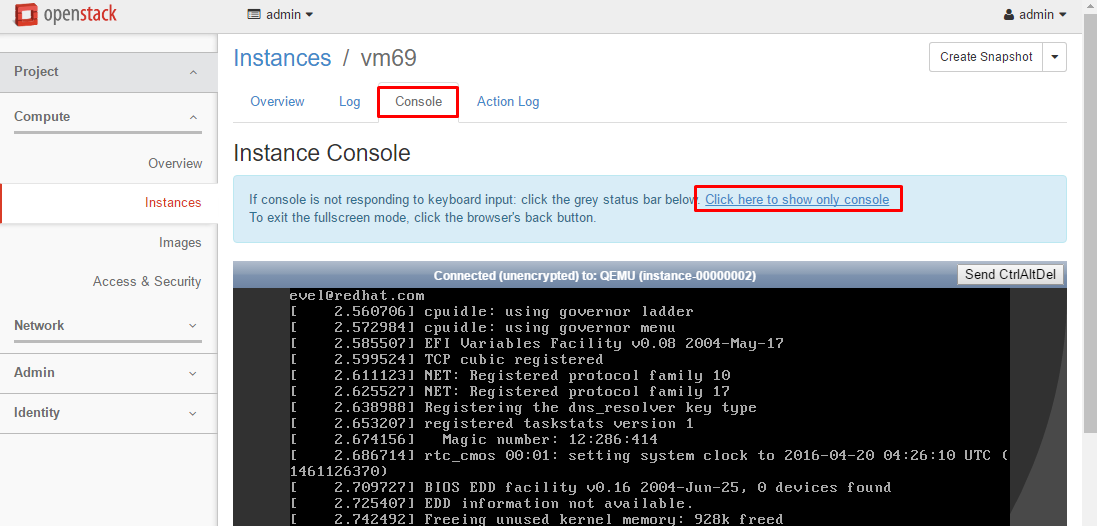 openstack
admin
admin
Project
Compute
Overview
Instances
Images
Access & Security
Network
Admin
Identity
Instances / vm69
Create Snapshot
Overview Log Console Action Log
Instance Console
If console is not responding to keyboard input: click the grey status bar below. Click here to show only console
To exit the fullscreen mode, click the browser's back button.
Connected (unencrypted) to: QEMU (instance-00000002)
Send CtrlAltDel
evel@redhat.com
[    2.560706] cpuidle: using governor ladder
[    2.572984] cpuidle: using governor menu
[    2.585507] EFI Variables Facility v0.08 2004-May-17
[    2.599524] TCP cubic registered
[    2.611123] NET: Registered protocol family 10
[    2.625527] NET: Registered protocol family 17
[    2.638988] Registering the dns_resolver key type
[    2.653207] registered taskstats version 1
[    2.674156]   Magic number: 12:286:414
[    2.686714] rtc_cmos 00:01: setting system clock to 2016-04-20 04:26:10 UTC (
1461126370)
[    2.709727] BIOS EDD facility v0.16 2004-Jun-25, 0 devices found
[    2.725407] EDD information not available.
[    2.742492] Freeing unused kernel memory: 928k freed